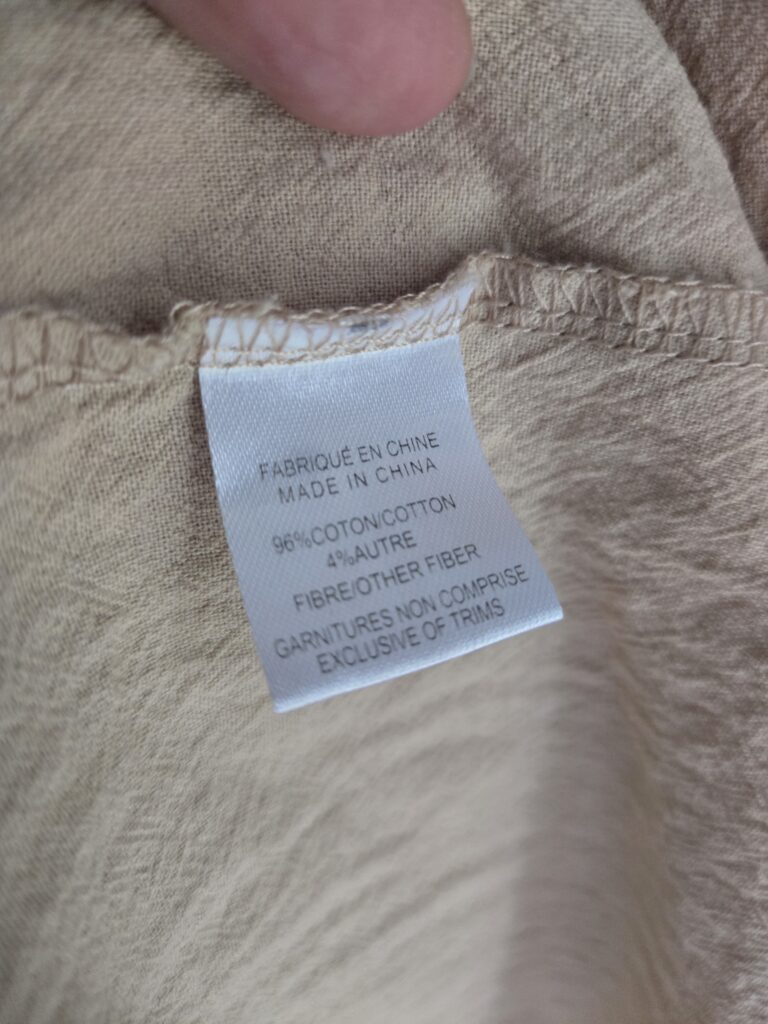 FABRIQUÉ EN CHINE
MADE IN CHINA
96%COTON/COTTON
4%AUTRE
FIBRE/OTHER FIBER
GARNITURES NON COMPRISE
EXCLUSIVE OF TRIMS